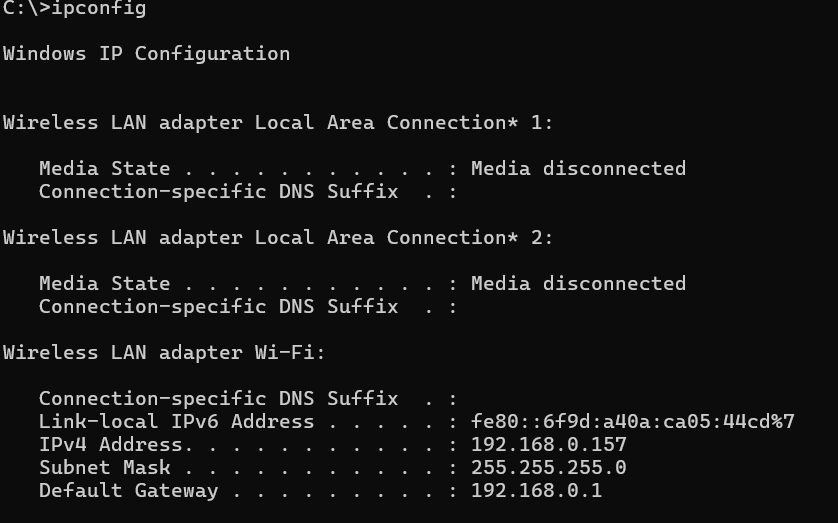 C:\>ipconfig
Windows IP Configuration
Wireless LAN adapter Local Area Connection* 1:
Media State . . . . . . . . . . . : Media disconnected
Connection-specific DNS Suffix  . :
Wireless LAN adapter Local Area Connection* 2:
Media State . . . . . . . . . . . : Media disconnected
Connection-specific DNS Suffix  . :
Wireless LAN adapter Wi-Fi:
Connection-specific DNS Suffix  . :
Link-local IPv6 Address . . . . . : fe80::6f9d:a40a:ca05:44cd%7
IPv4 Address. . . . . . . . . . . : 192.168.0.157
Subnet Mask . . . . . . . . . . . : 255.255.255.0
Default Gateway . . . . . . . . . : 192.168.0.1